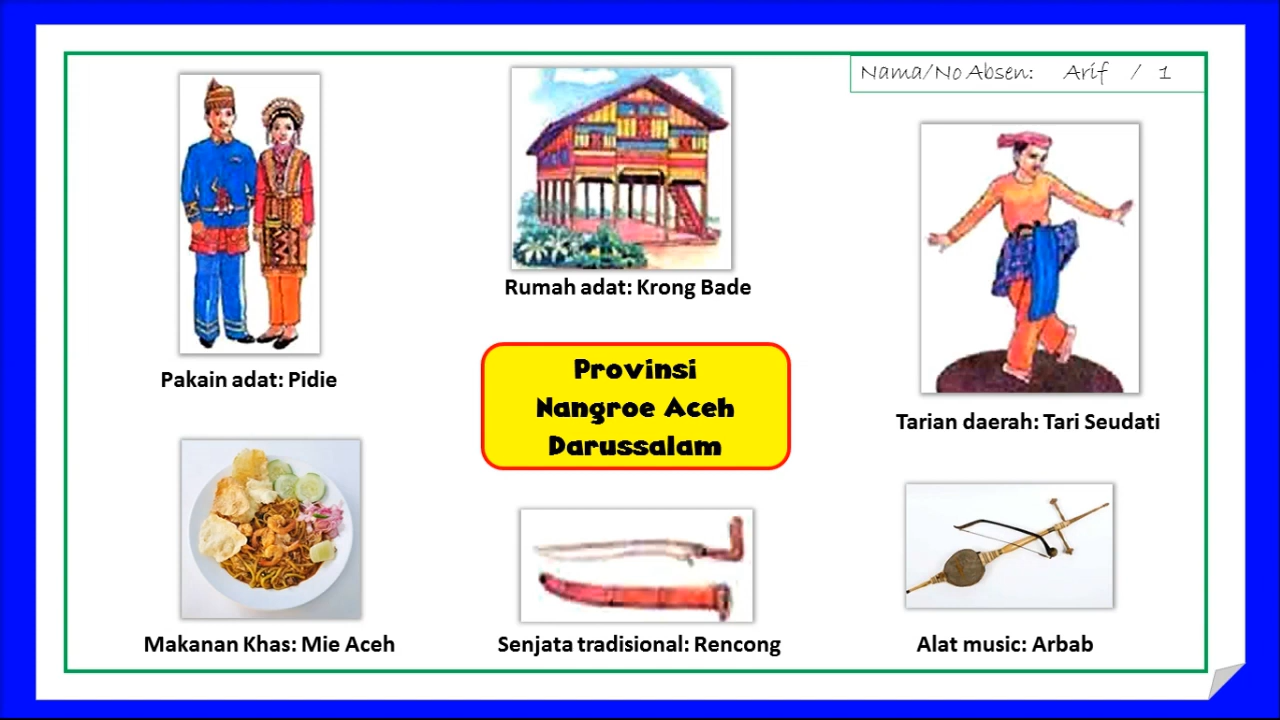 Nama/No Absen: Arif / 1
Rumah adat: Krong Bade
Pakain adat: Pidie
Provinsi
Nangroe Aceh
Darussalam
Tarian daerah: Tari Seudati
Makanan Khas: Mie Aceh
Senjata tradisional: Rencong
Alat music: Arbab